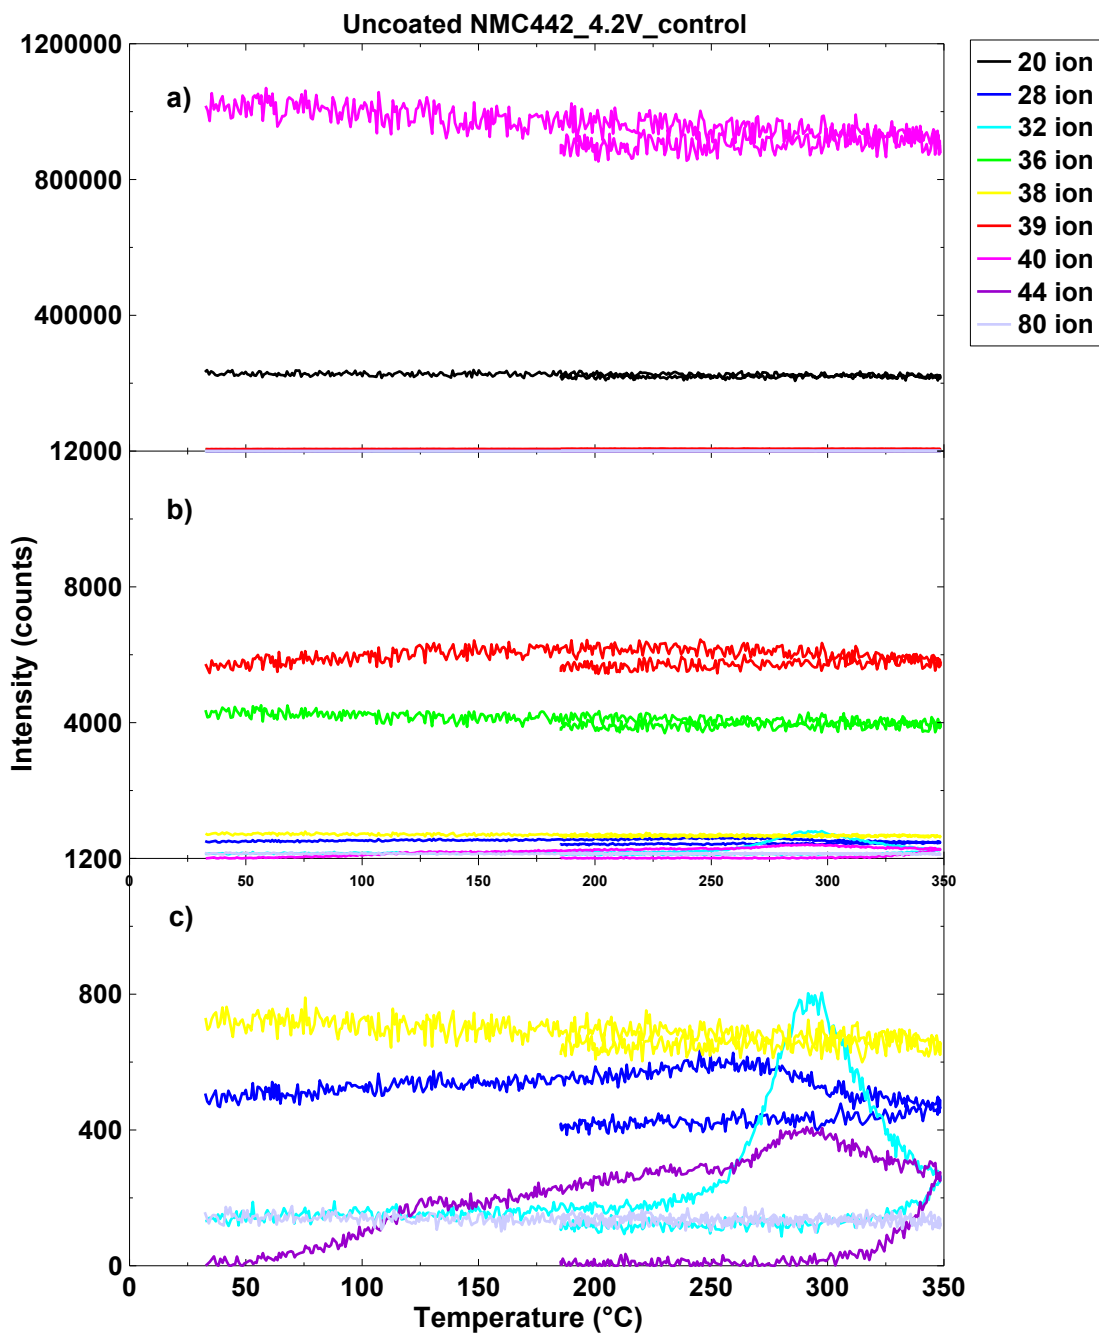 Uncoated NMC442_4.2V_control
1200000
800000
400000
12000
a)
20 ion
28 ion
32 ion
36 ion
38 ion
39 ion
40 ion
44 ion
80 ion
b)
8000
4000
1200
0 50 100 150 200 250 300 350
Intensity (counts)
c)
800
400
0
0 50 100 150 200 250 300 350
Temperature (°C)